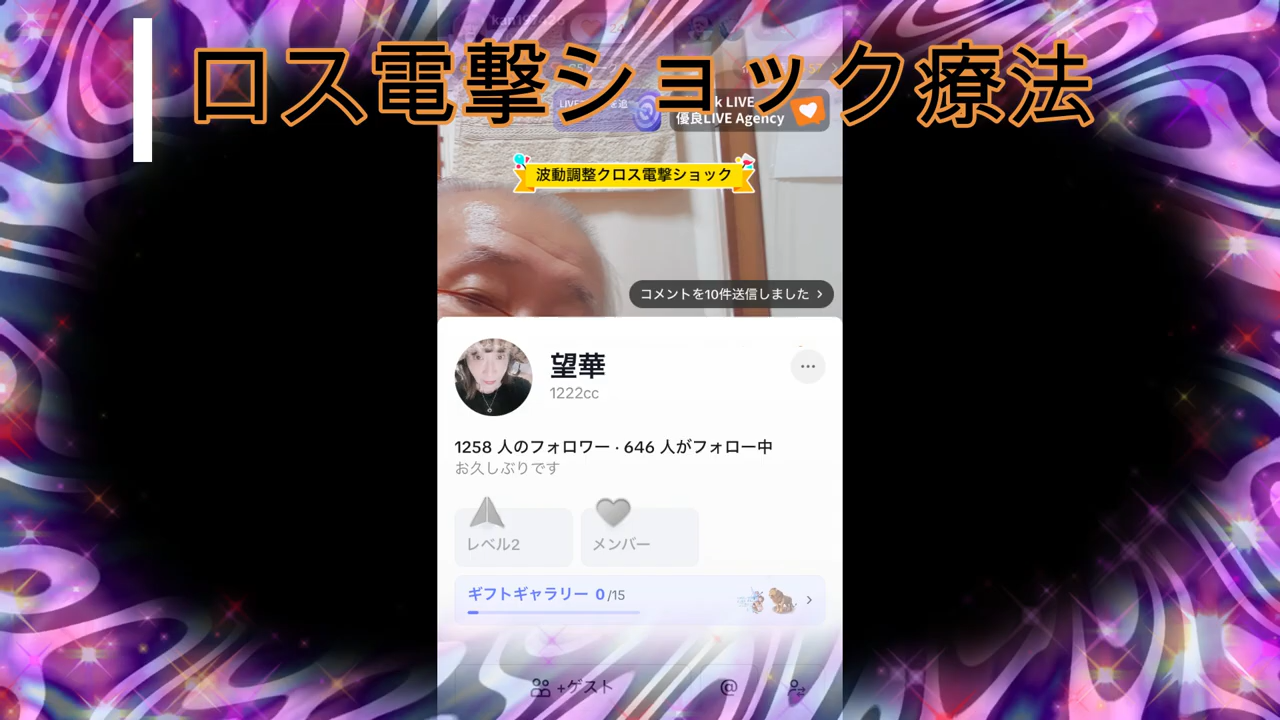 ロス電撃ショック療法
k LIVE
優良LIVE Agency
波動調整クロス電撃ショック
コメントを10件送信しました
望華
1222cc
1258 人のフォロワー · 646 人がフォロー中
お久しぶりです
レベル2
メンバー
ギフトギャラリー 0/15
+ゲスト